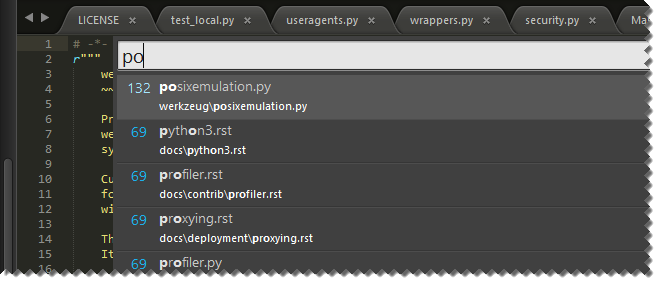 LICENSE × test_local.py × useragents.py × wrappers.py × security.py × Ma
1 # -*-
po
2 r"""
3 we
4 ~~
5
6 Pr
7 we
8 sy
9
10 Cu
11 fo
12 wi
13
14 Th
15 It
16
132 posixemulation.py
werkzeug\posixemulation.py
69 python3.rst
docs\python3.rst
69 profiler.rst
docs\contrib\profiler.rst
69 proxying.rst
docs\deployment\proxying.rst
69 profiler.py